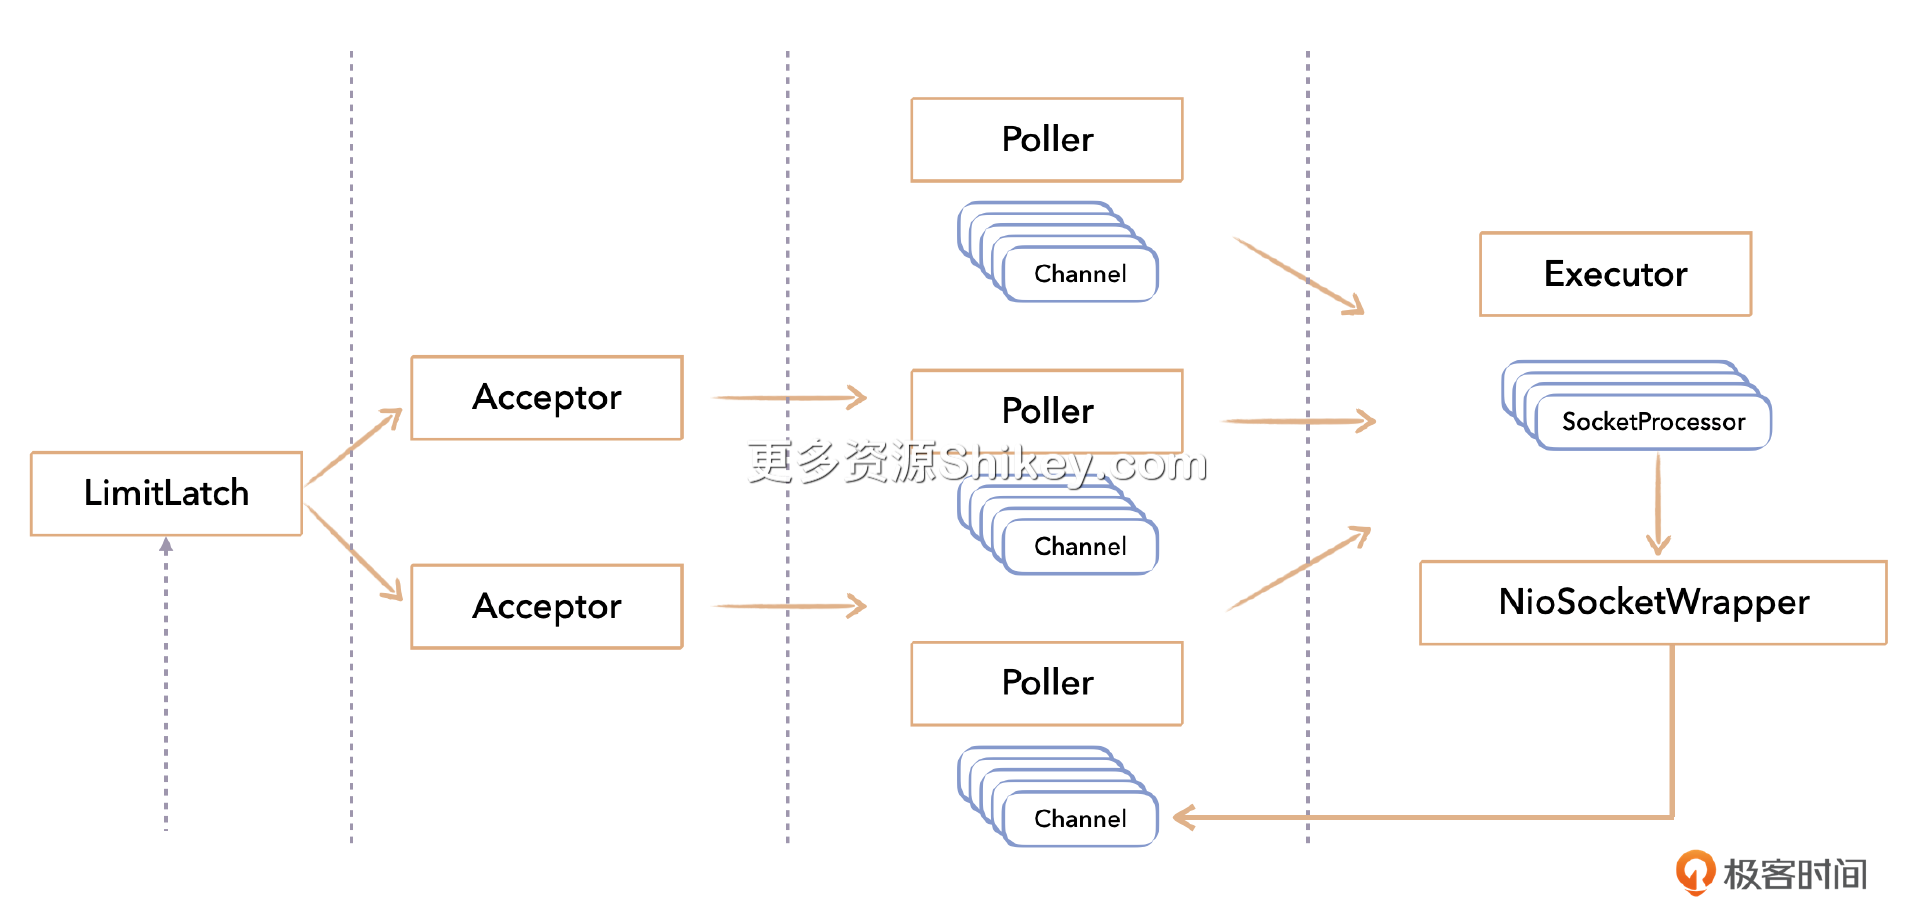 Poller
Channel
Executor
Acceptor
Poller
SocketProcessor
更多资源Shikey.com
LimitLatch
Channel
Acceptor
NioSocketWrapper
Poller
Channel
极客时间